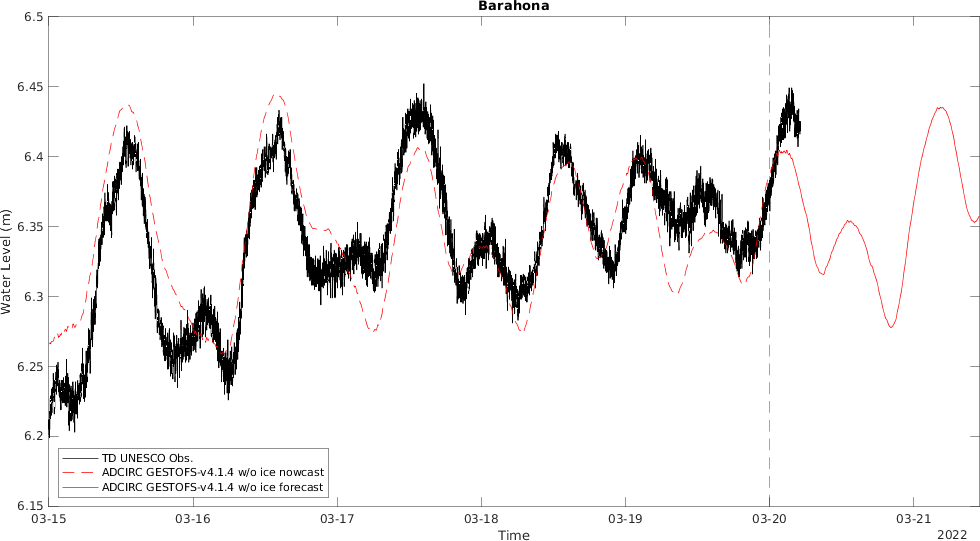 Barahona
6.5
6.45
6.4
6.35
6.3
6.25
6.2
6.15
Water Level (m)
TD UNESCO Obs.
ADCIRC GESTOFS-v4.1.4 w/o ice nowcast
ADCIRC GESTOFS-v4.1.4 w/o ice forecast
03-15 03-16 03-17 03-18 03-19 03-20 03-21
Time
2022